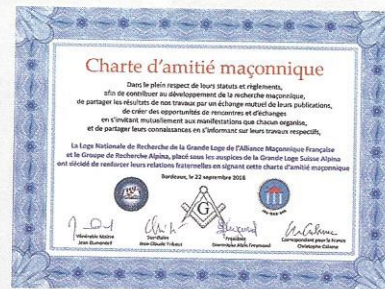 Charte d'amitié maçonnique
Dans le plein respect de leurs statuts et règlements,
afin de contribuer au développement de la recherche maçonnique,
de partager les résultats de nos travaux par un échange mutuel de leurs publications,
de créer des opportunités de rencontres et d'échanges
en s'invitant mutuellement aux manifestations que chacun organise,
et de partager leurs connaissances en s'informant sur leurs travaux respectifs,
La Loge Nationale de Recherche de la Grande Loge de l'Alliance Maçonnique Française
et le Groupe de Recherche Alpina, placé sous les auspices de la Grande Loge Suisse Alpina
ont décidé de renforcer leurs relations fraternelles en signant cette charte d'amitié maçonnique
Bordeaux, le 22 septembre 2018
G
Vénérable Maître
Jean Dumonteil
Secrétaire
Jean-Claude Tribout
Président
Dominique Alain Freymond
Correspondant pour la France
Christophe Calame